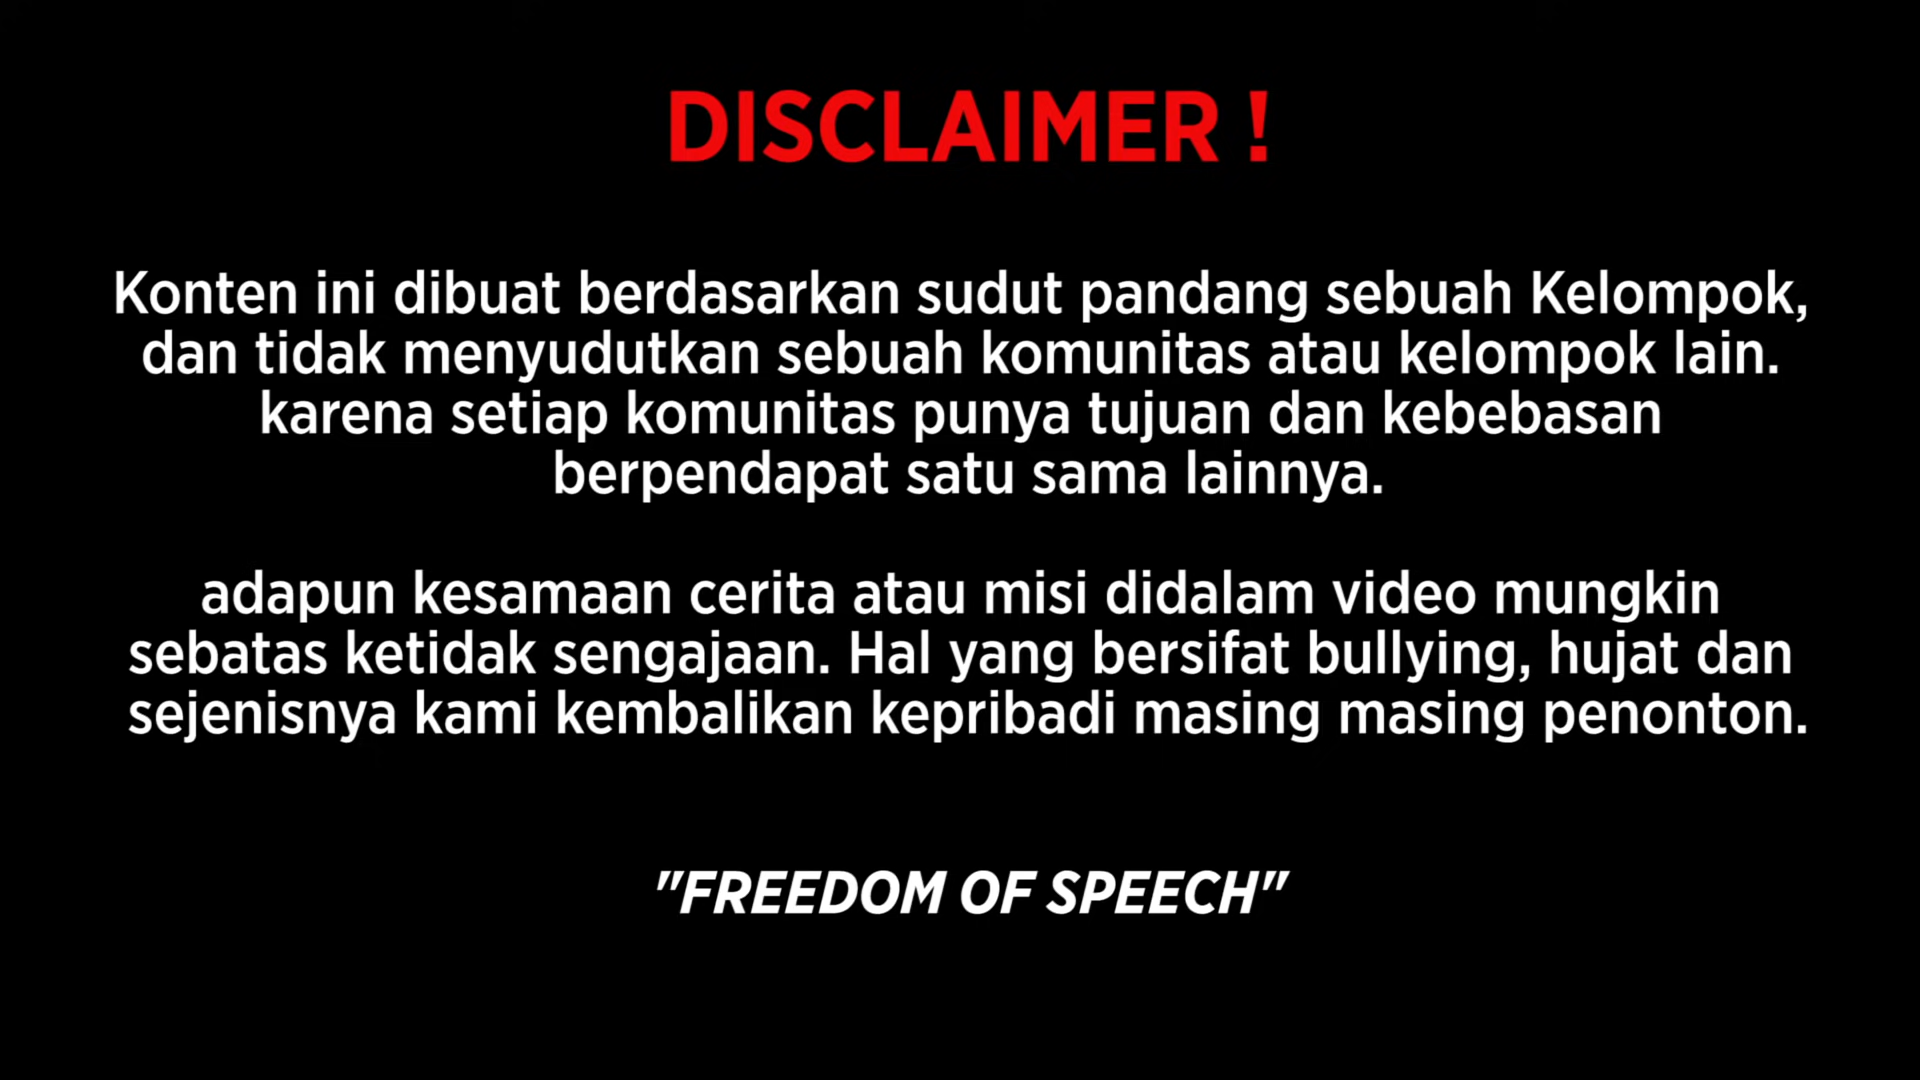 DISCLAIMER !
Konten ini dibuat berdasarkan sudut pandang sebuah Kelompok,
dan tidak menyudutkan sebuah komunitas atau kelompok lain.
karena setiap komunitas punya tujuan dan kebebasan
berpendapat satu sama lainnya.
adapun kesamaan cerita atau misi didalam video mungkin
sebatas ketidak sengajaan. Hal yang bersifat bullying, hujat dan
sejenisnya kami kembalikan kepribadi masing masing penonton.
"FREEDOM OF SPEECH"